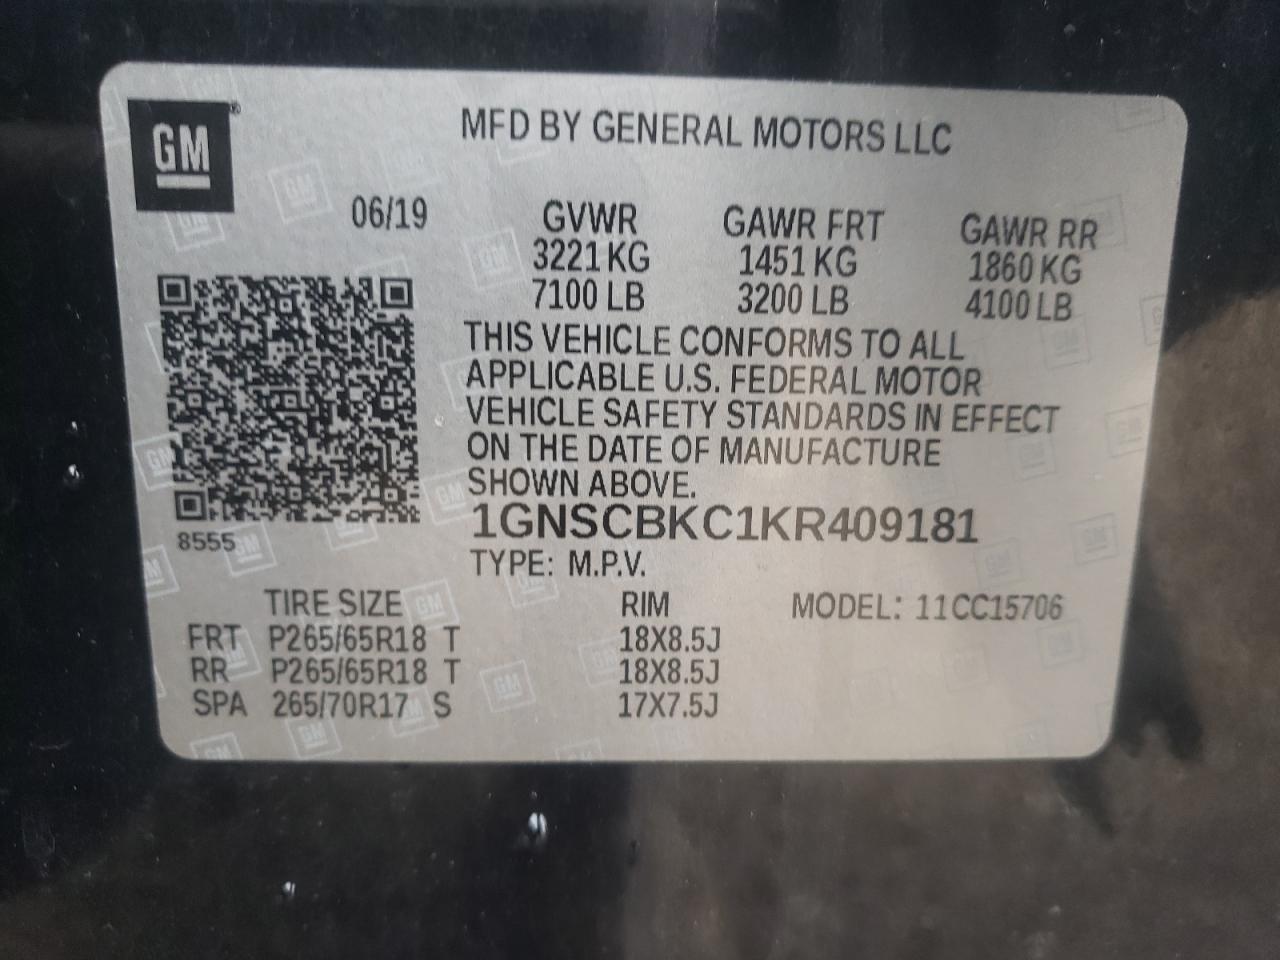 GM
MFD BY GENERAL MOTORS LLC
06/19
GVWR GAWR FRT GAWR RR
3221 KG 1451 KG 1860 KG
7100 LB 3200 LB 4100 LB
THIS VEHICLE CONFORMS TO ALL
APPLICABLE U.S. FEDERAL MOTOR
VEHICLE SAFETY STANDARDS IN EFFECT
ON THE DATE OF MANUFACTURE
SHOWN ABOVE.
8555
1GNSCBKC1KR409181
TYPE: M.P.V.
TIRE SIZE RIM MODEL: 11CC15706
FRT P265/65R18 T 18X8.5J
RR P265/65R18 T 18X8.5J
SPA 265/70R17 S 17X7.5J